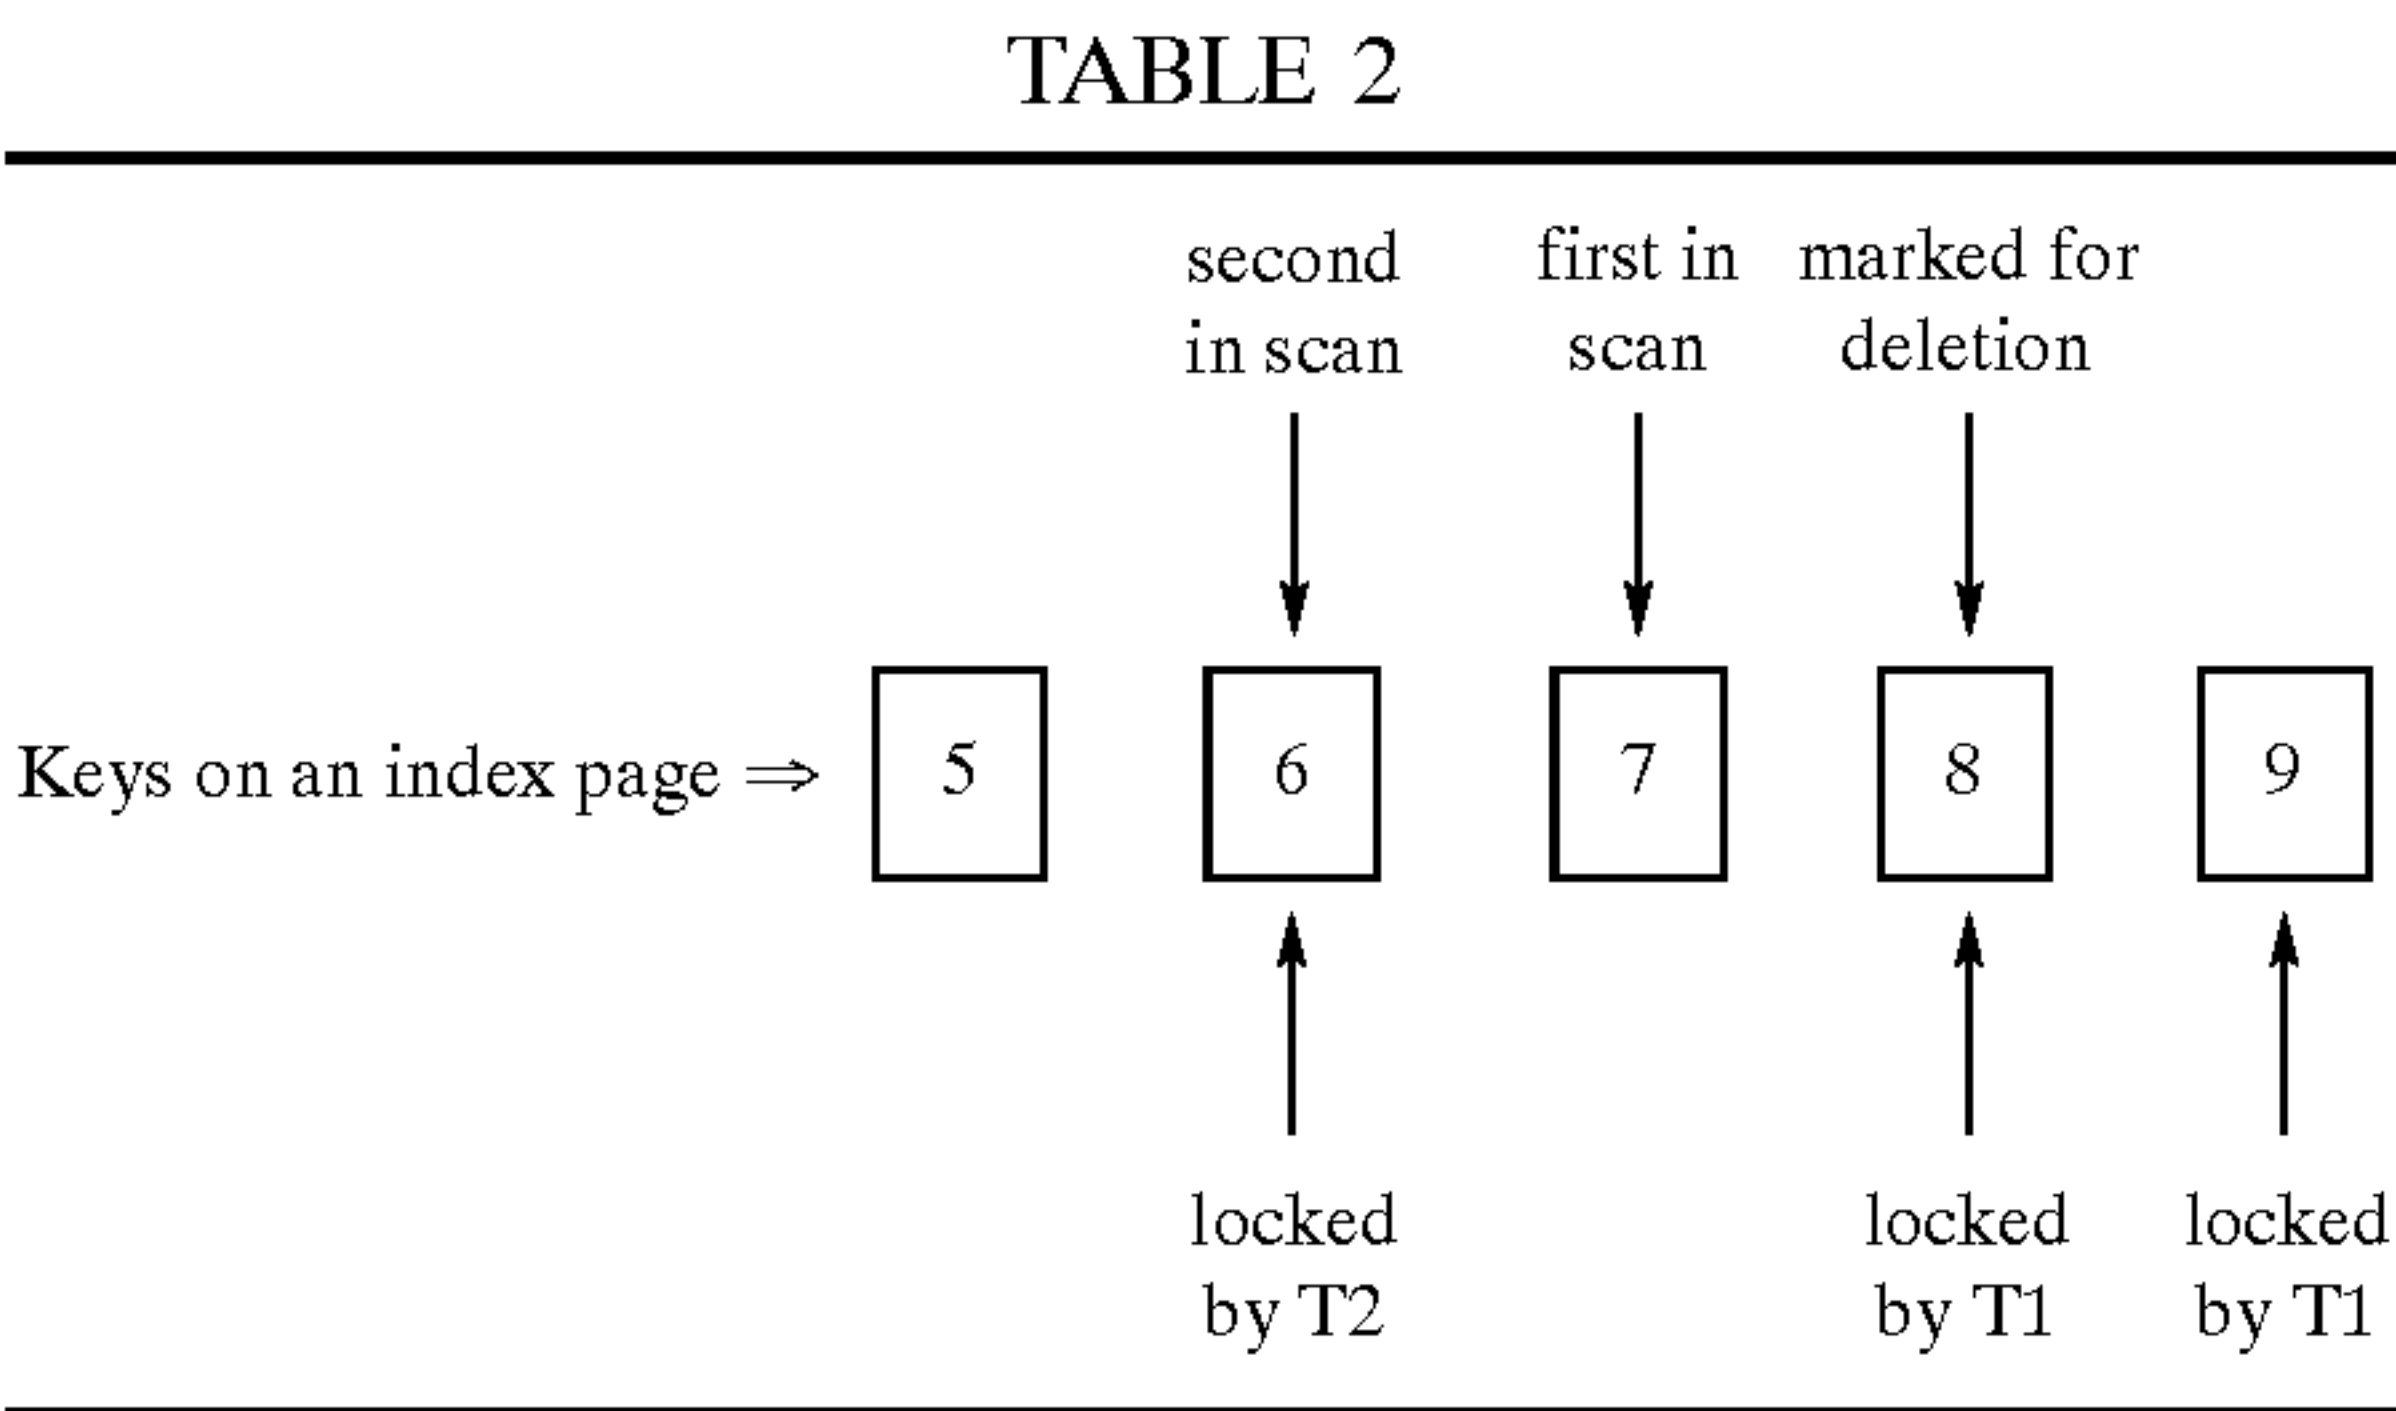 TABLE 2
second
in scan
first in
scan
marked for
deletion
Keys on an index page ⇒ 5 6 7 8 9
locked
by T2
locked
by T1
locked
by T1